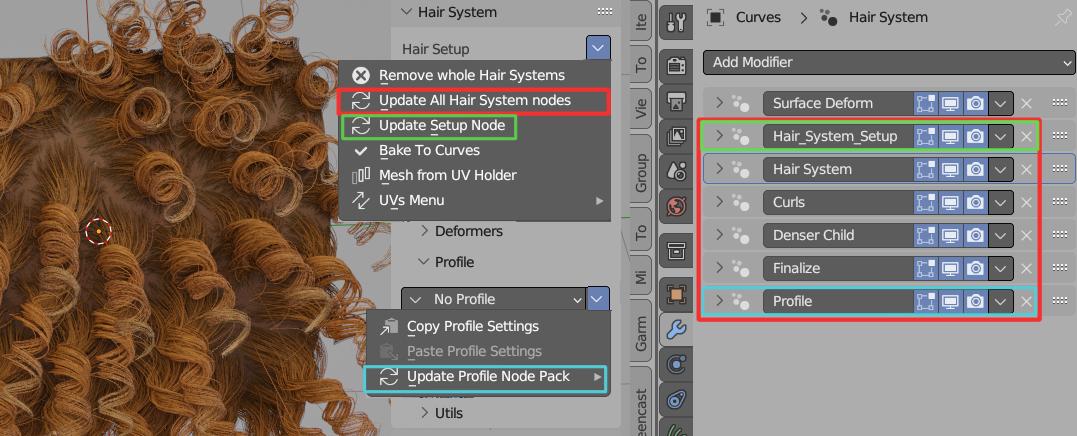 Hair System
Hair Setup
Remove whole Hair Systems
Update All Hair System nodes
Update Setup Node
Bake To Curves
Mesh from UV Holder
UVs Menu
Deformers
Profile
No Profile
Copy Profile Settings
Paste Profile Settings
Update Profile Node Pack
Utils
Ite
To
Vie
Group
To
Mi
Garm
eencast
Curves > Hair System
Add Modifier
Surface Deform
Hair_System_Setup
Hair System
Curls
Denser Child
Finalize
Profile